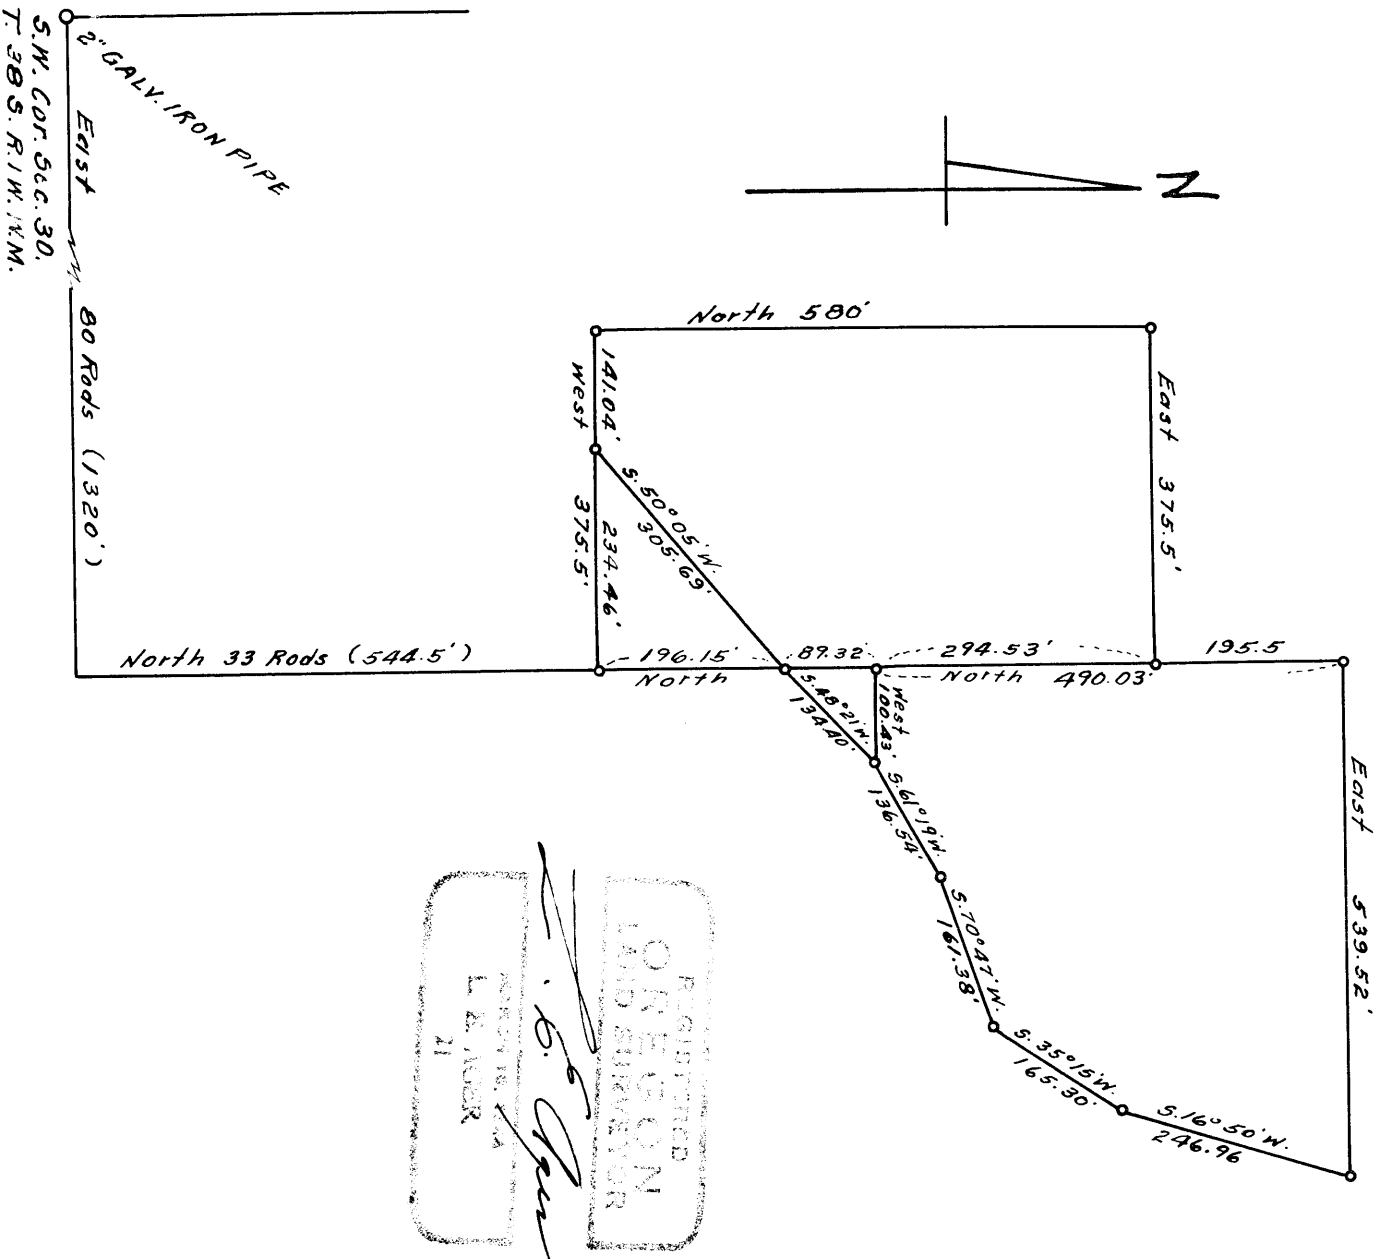 S.W. Cor. Sec. 30.
T. 38 S. R. 1 W. W.M.
2" GALV. IRON PIPE
East 80 Rods (1320')
N
North 580'
141.04'
West 375.5'
234.46'
East 375.5'
S. 50° 05' W.
305.69'
North 33 Rods (544.5')
196.15'
North
89.32'
294.53'
North 490.03'
195.5
West
100.43'
S. 48° 21' W.
134.40'
S. 61° 19' W.
136.54'
S. 70° 47' W.
161.38'
S. 35° 15' W.
165.30'
S. 16° 50' W.
246.96
East 539.52'
REGISTERED
OREGON
LAND SURVEYOR